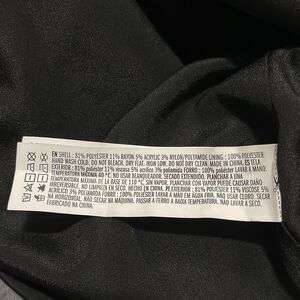 EN SHELL: 81% POLYESTER 11% RAYON 5% ACRYLIC 3% NYLON/POLYAMIDE LINING : 100% POLYESTER
HAND WASH COLD. DO NOT BLEACH. DRY FLAT. IRON LOW. DO NOT DRY CLEAN. MADE IN CHINA. ES TELA
EXTERIOR : 81% poliéster 11% viscosa 5% acrílico 3% poliamida FORRO : 100% poliéster LAVAR A MANO.
TEMPERATURA MÁXIMA 40 °C. NO USAR BLANQUEADOR. SECADO EXTENDIDO. PLANCHAR A UNA
TEMPERATURA MÁXIMA DE LA BASE DE 110 °C SIN VAPOR. PLANCHAR CON VAPOR PUEDE CAUSAR DAÑO
IRREVERSIBLE. NO LIMPIEZA EN SECO. HECHO EN CHINA. PT EXTERIOR: 81% POLIÉSTER 11% VISCOSE 5%
ACRÍLICO 3% POLIAMIDA FORRO: 100% POLIÉSTER LAVAR À MÃO EM ÁGUA FRIA. NÃO USAR CLORO. SECAR
NA HORIZONTAL. NÃO SECAR NA MÁQUINA. PASSAR A FERRO A BAIXA TEMPERATURA. NÃO LAVAR A SECO.
FABRICADO NA CHINA.